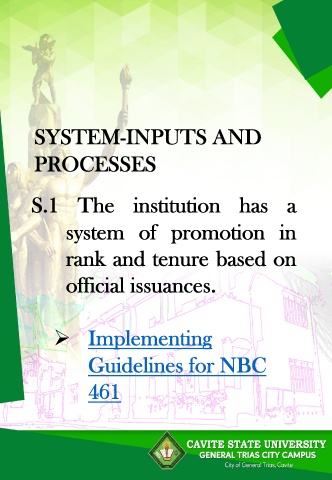 SYSTEM-INPUTS AND
PROCESSES
S.1 The institution has a
system of promotion in
rank and tenure based on
official issuances.
➢ Implementing
Guidelines for NBC
461
CAVITE STATE UNIVERSITY
GENERAL TRIAS CITY CAMPUS
City of General Trias, Cavite